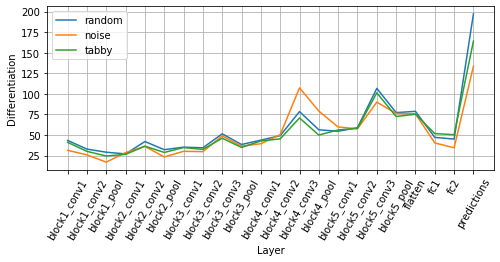 200
175
150
125
100
75
50
25
Differentiation
random
noise
tabby
block1_conv1
block1_conv2
block1_pool
block2_conv1
block2_conv2
block2_pool
block3_conv1
block3_conv2
block3_conv3
block3_pool
block4_conv1
block4_conv2
block4_conv3
block4_pool
block5_conv1
block5_conv2
block5_conv3
block5_pool
flatten
fc1
fc2
predictions
Layer